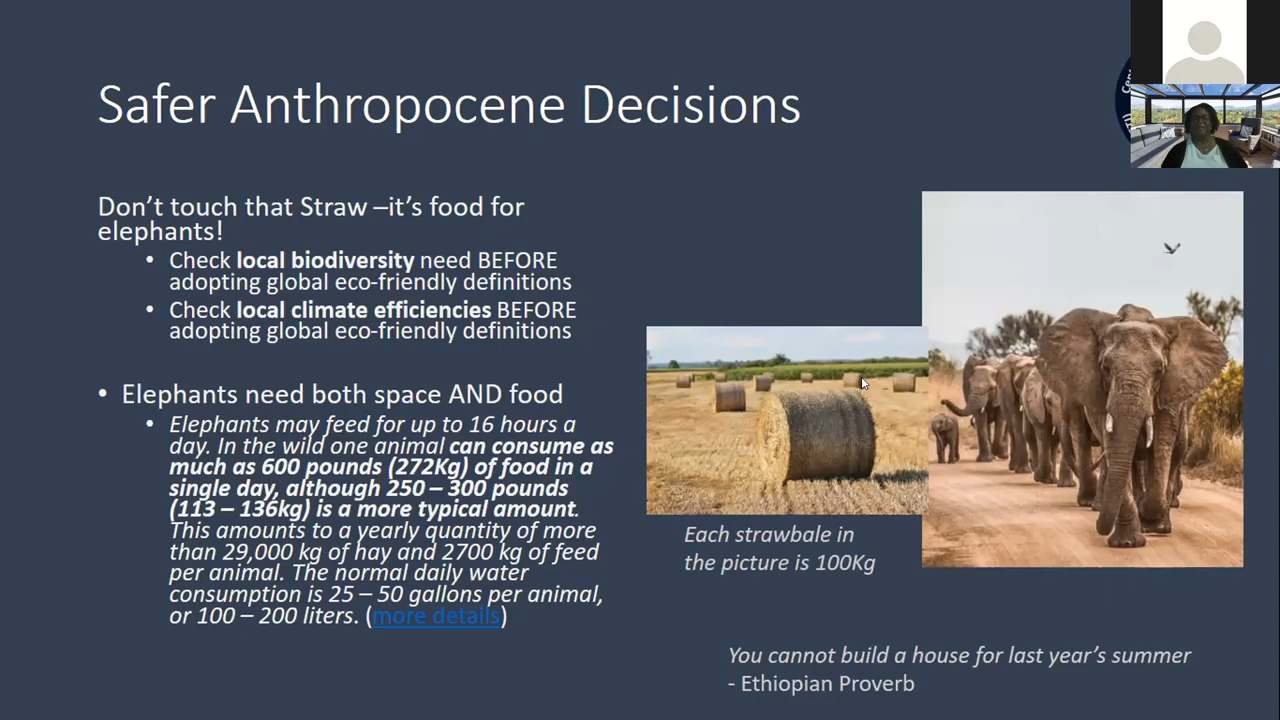 Safer Anthropocene Decisions
Don't touch that Straw –it's food for
elephants!
• Check local biodiversity need BEFORE
adopting global eco-friendly definitions
• Check local climate efficiencies BEFORE
adopting global eco-friendly definitions
• Elephants need both space AND food
• Elephants may feed for up to 16 hours a
day. In the wild one animal can consume as
much as 600 pounds (272Kg) of food in a
single day, although 250 – 300 pounds
(113 – 136kg) is a more typical amount.
This amounts to a yearly quantity of more
than 29,000 kg of hay and 2700 kg of feed
per animal. The normal daily water
consumption is 25 – 50 gallons per animal,
or 100 – 200 liters. (more details)
Each strawbale in
the picture is 100Kg
You cannot build a house for last year's summer
- Ethiopian Proverb